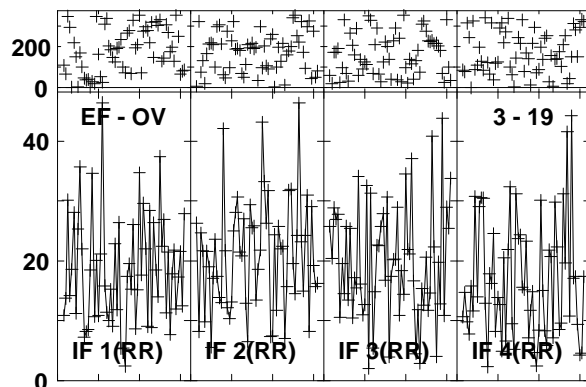 200
0
EF - OV
3 - 19
40
20
IF 1(RR) IF 2(RR) IF 3(RR) IF 4(RR)
0